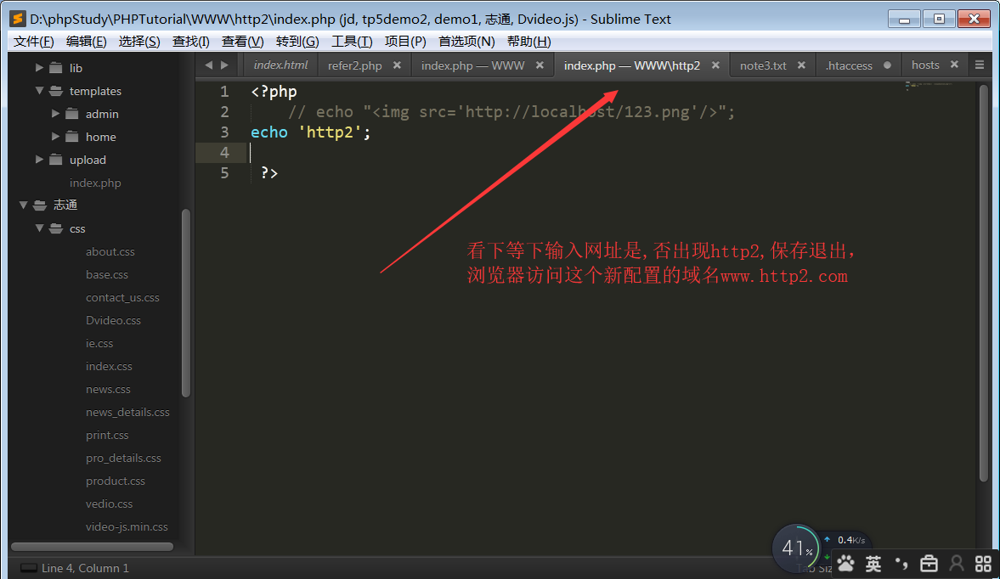 D:\phpStudy\PHPTutorial\WWW\http2\index.php (jd, tp5demo2, demo1, 志通, Dvideo.js) - Sublime Text
文件(F) 编辑(E) 选择(S) 查找(I) 查看(V) 转到(G) 工具(T) 项目(P) 首选项(N) 帮助(H)
index.html refer2.php index.php — WWW index.php — WWW\http2 note3.txt .htaccess hosts
lib
templates
admin
home
upload
index.php
志通
css
about.css
base.css
contact_us.css
Dvideo.css
ie.css
index.css
news.css
news_details.css
print.css
pro_details.css
product.css
vedio.css
video-js.min.css
1 <?php
2 // echo "<img src='http://localhost/123.png'/>";
3 echo 'http2';
4
5 ?>
看下等下输入网址是,否出现http2,保存退出,
浏览器访问这个新配置的域名www.http2.com
41%
0.4K/s
英
Line 4, Column 1
Tab Siz